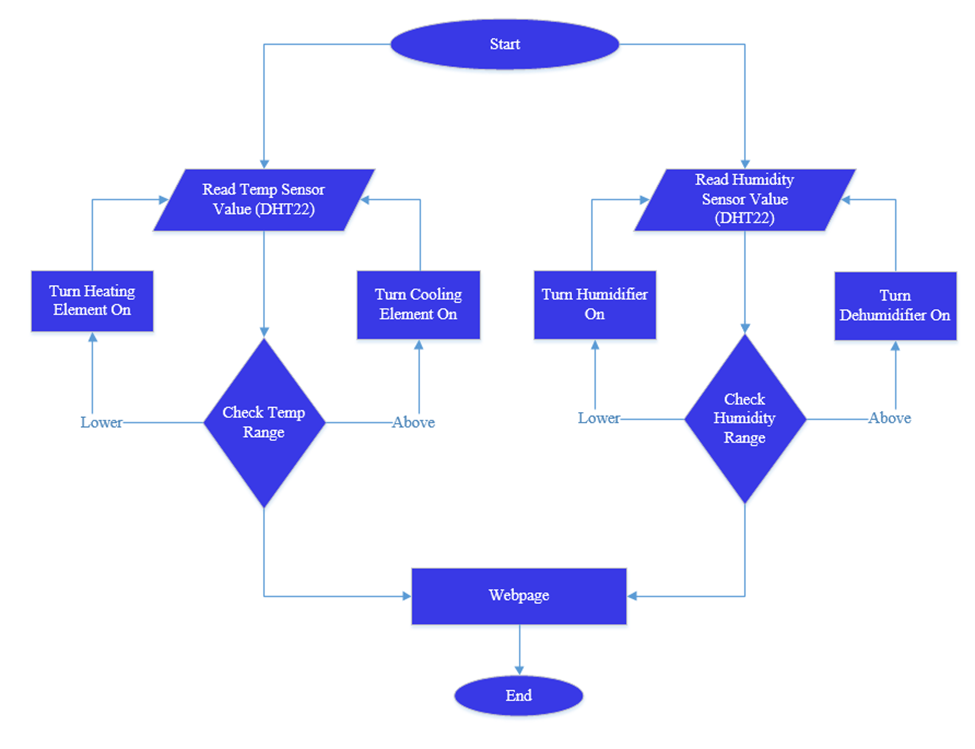 Start
Read Temp Sensor
Value (DHT22)
Read Humidity
Sensor Value
(DHT22)
Turn Heating
Element On
Turn Cooling
Element On
Turn Humidifier
On
Turn
Dehumidifier On
Lower
Check Temp
Range
Above
Lower
Check
Humidity
Range
Above
Webpage
End